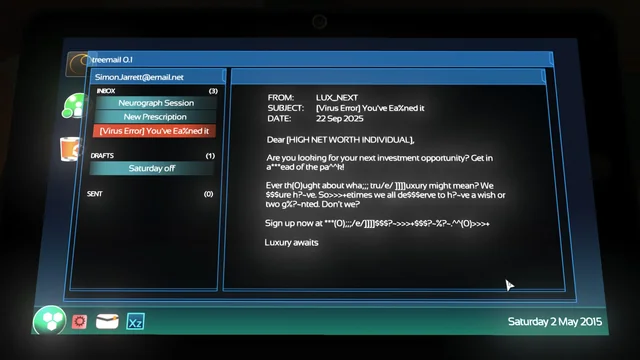 treemail 0.1
SimonJarrett@email.net
INBOX (3)
Neurograph Session
New Prescription
[Virus Error] You've Ea%ned it
DRAFTS (1)
Saturday off
SENT (0)
FROM: LUX_NEXT
SUBJECT: [Virus Error] You've Ea%ned it
DATE: 22 Sep 2025
Dear [HIGH NET WORTH INDIVIDUAL],
Are you looking for your next investment opportunity? Get in
a***ead of the pa^^k!
Ever th(0)ught about wha;;; tru/e/ ]]]]uxury might mean? We
$$$ure h?~ve. So>>>+etimes we all de$$$erve to h?~ve a wish or
two g%?~nted. Don't we?
Sign up now at ***(0);;;/e/]]]]$$$?~>>>+$$$?~%?~.^^(0)>>>+
Luxury awaits
Xz
Saturday 2 May 2015